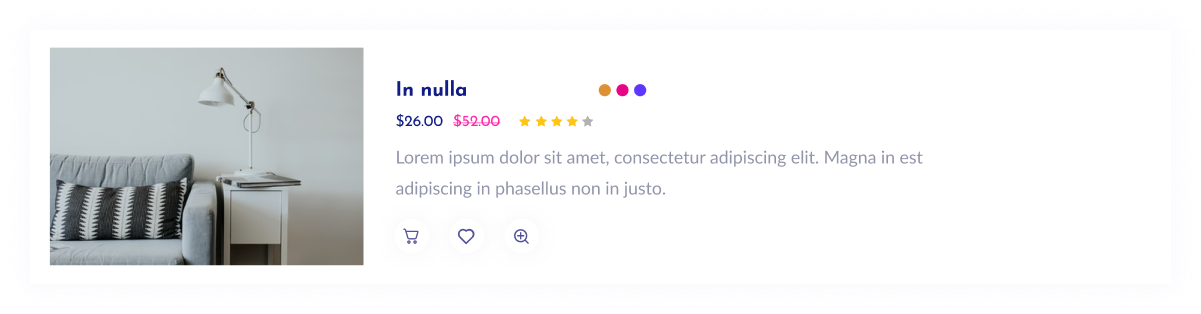 In nulla
$26.00 $52.00
Lorem ipsum dolor sit amet, consectetur adipiscing elit. Magna in est
adipiscing in phasellus non in justo.